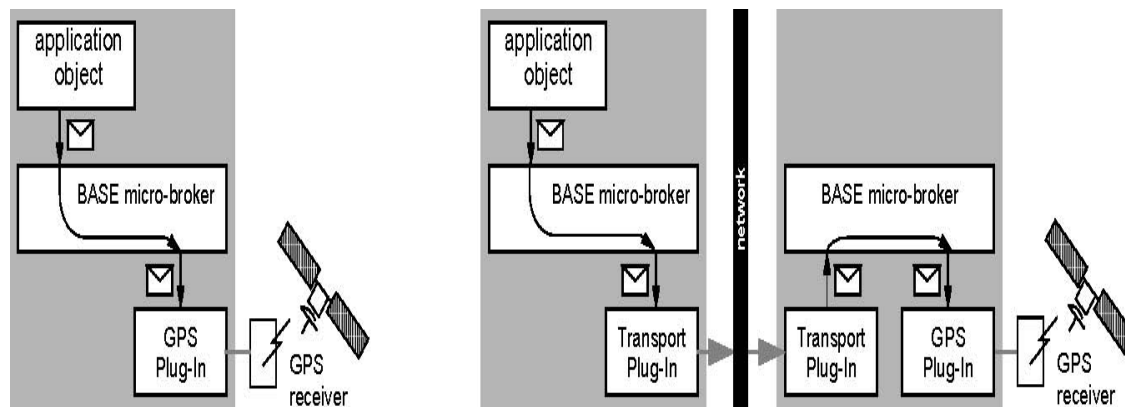 application
object
BASE micro-broker
GPS
Plug-In
GPS
receiver
application
object
BASE micro-broker
Transport
Plug-In
network
BASE micro-broker
Transport
Plug-In
GPS
Plug-In
GPS
receiver